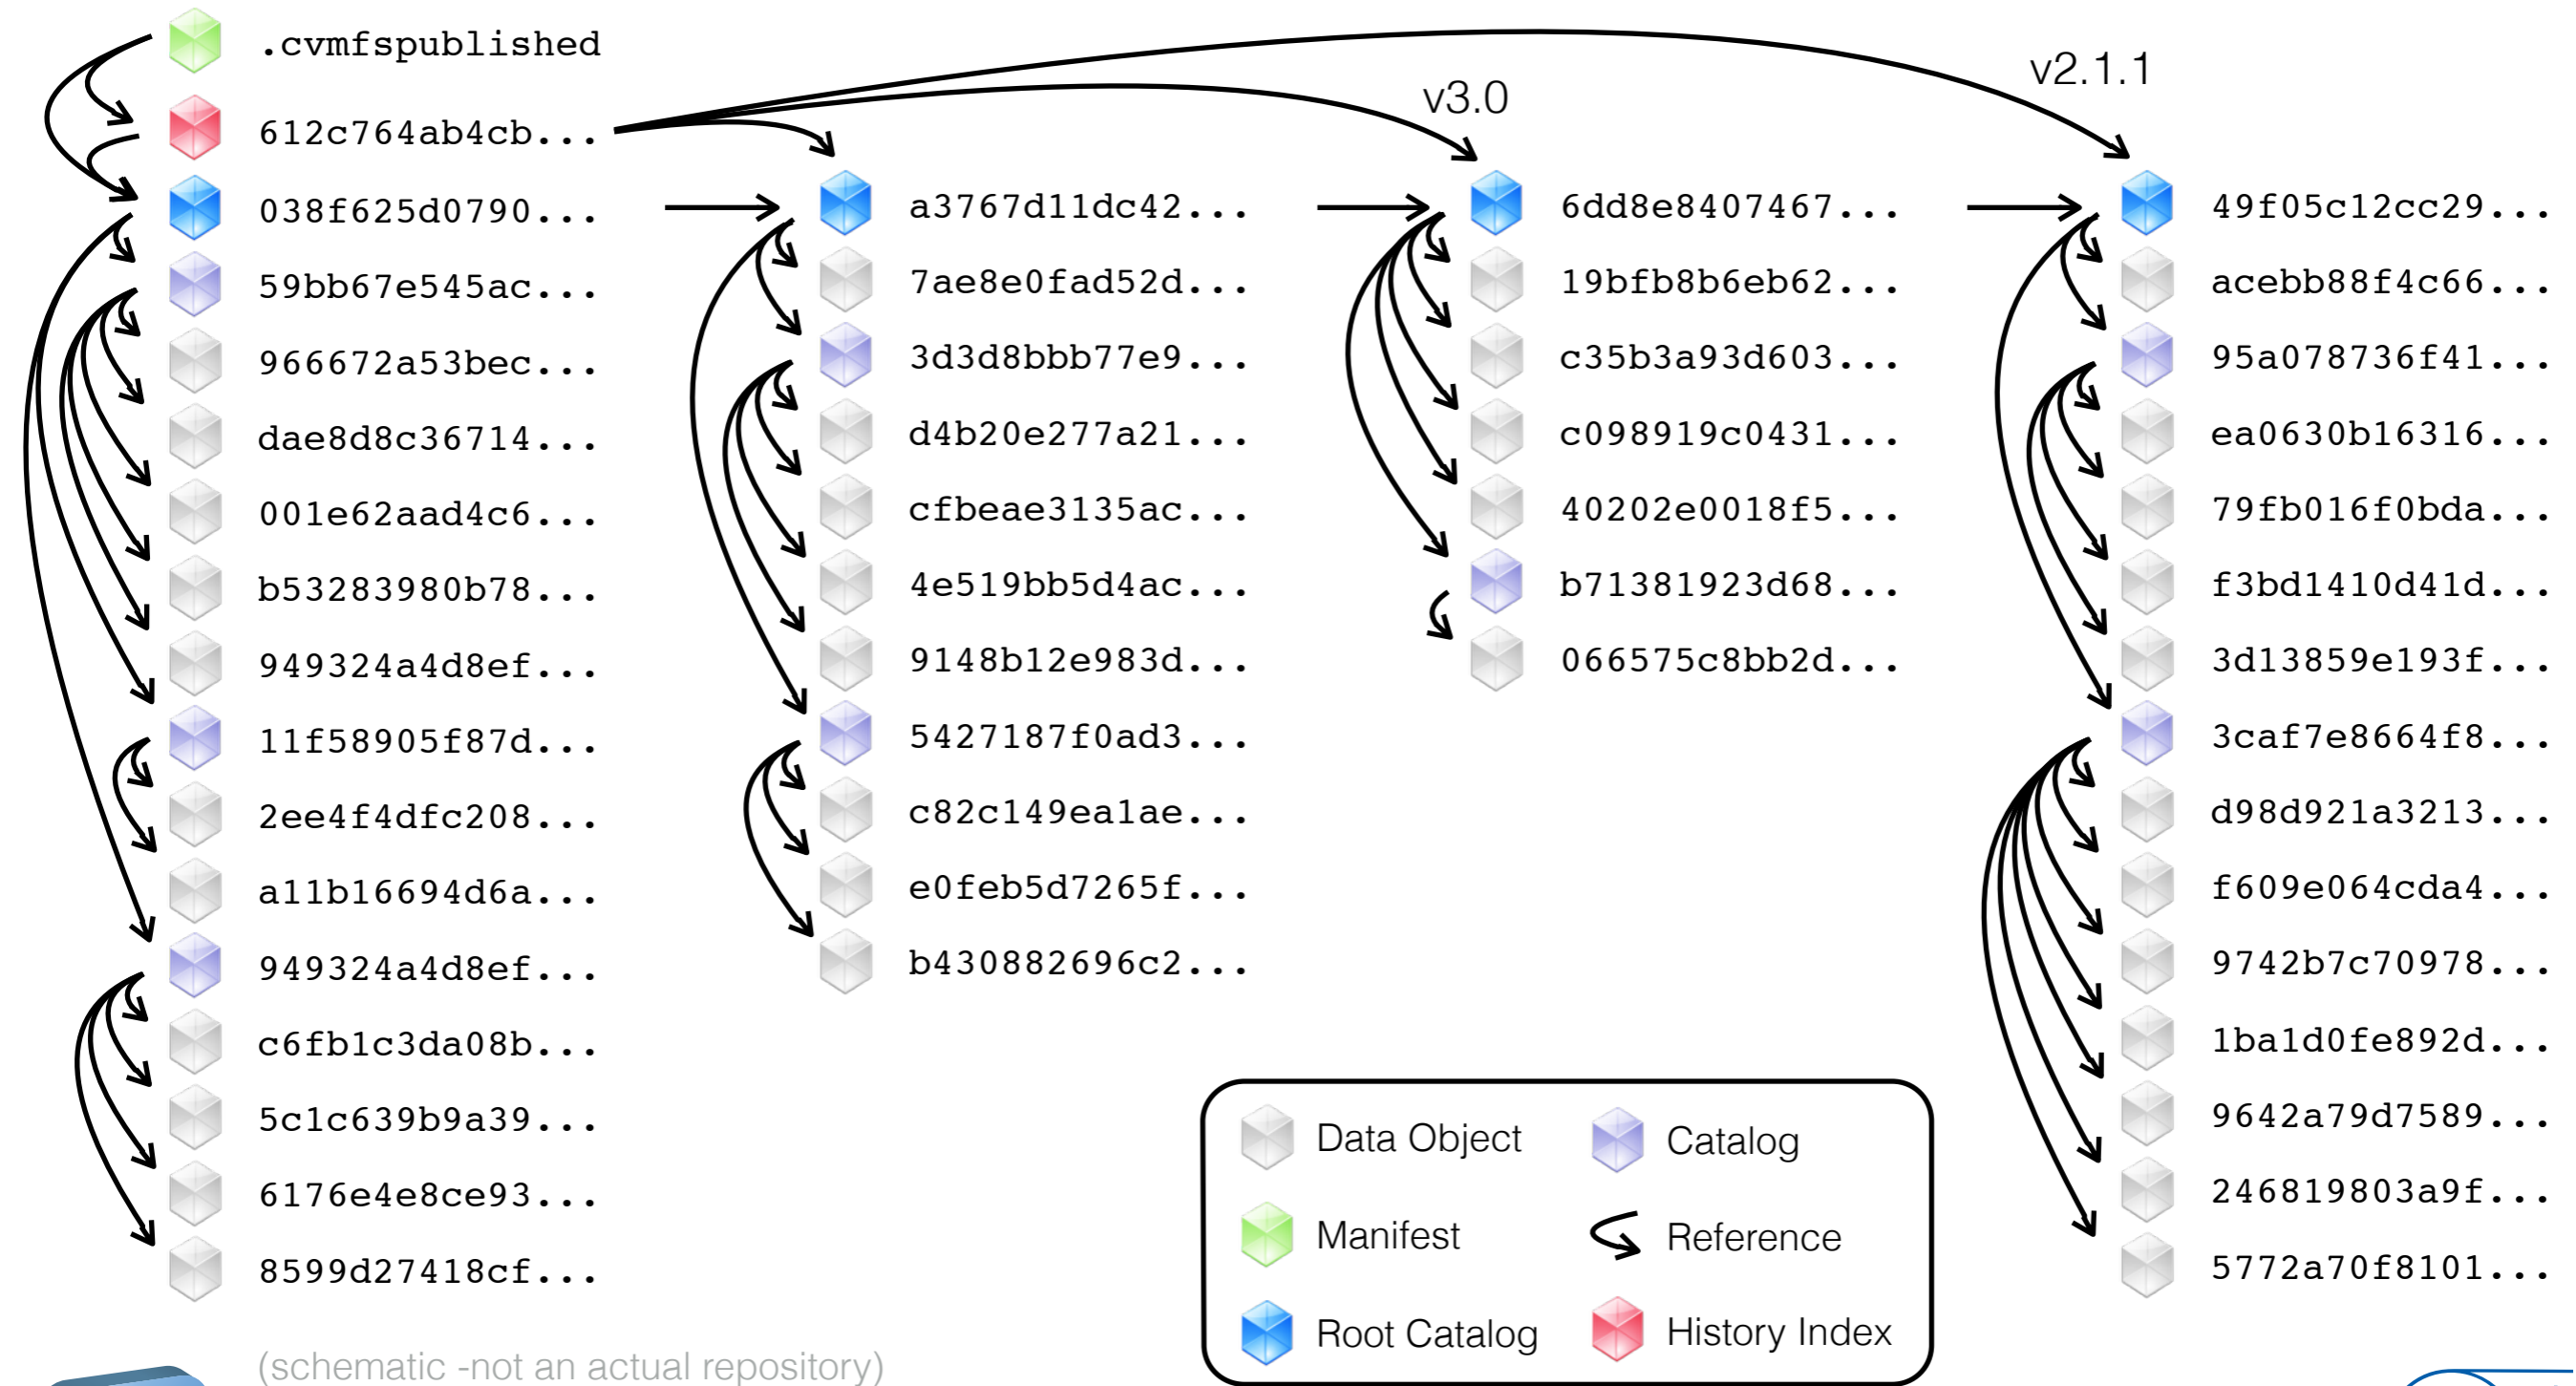 .cvmfspublished
612c764ab4cb...
038f625d0790...
59bb67e545ac...
966672a53bec...
dae8d8c36714...
001e62aad4c6...
b53283980b78...
949324a4d8ef...
11f58905f87d...
2ee4f4dfc208...
a11b16694d6a...
949324a4d8ef...
c6fb1c3da08b...
5c1c639b9a39...
6176e4e8ce93...
8599d27418cf...
(schematic -not an actual repository)
a3767d11dc42...
7ae8e0fad52d...
3d3d8bbb77e9...
d4b20e277a21...
cfbeae3135ac...
4e519bb5d4ac...
9148b12e983d...
5427187f0ad3...
c82c149ea1ae...
e0feb5d7265f...
b430882696c2...
v3.0
6dd8e8407467...
19bfb8b6eb62...
c35b3a93d603...
c098919c0431...
40202e0018f5...
b71381923d68...
066575c8bb2d...
v2.1.1
49f05c12cc29...
acebb88f4c66...
95a078736f41...
ea0630b16316...
79fb016f0bda...
f3bd1410d41d...
3d13859e193f...
3caf7e8664f8...
d98d921a3213...
f609e064cda4...
9742b7c70978...
1ba1d0fe892d...
9642a79d7589...
246819803a9f...
5772a70f8101...
Data Object
Catalog
Manifest
Reference
Root Catalog
History Index